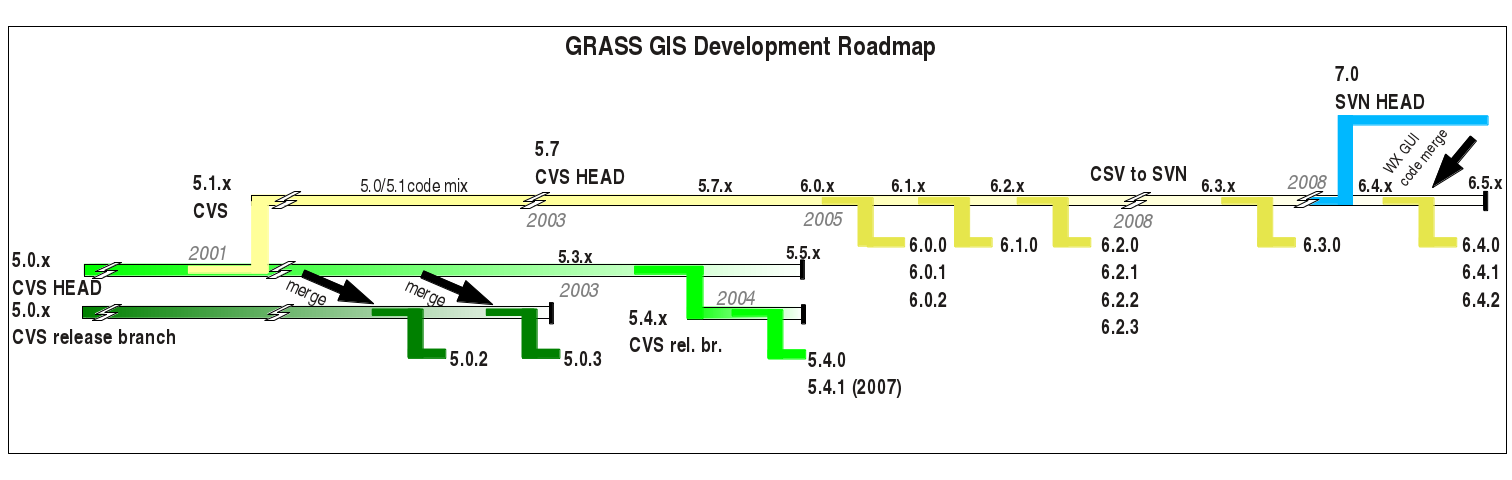 GRASS GIS Development Roadmap
7.0
SVN HEAD
WX GUI
code merge
5.7
CVS HEAD
5.1.x
CVS
5.0/5.1code mix
5.7.x
6.0.x
6.1.x
6.2.x
CSV to SVN
6.3.x
2008
6.4.x
6.5.x
2003
2005
2008
2001
5.0.x
CVS HEAD
5.3.x
5.5.x
6.0.0
6.0.1
6.0.2
6.1.0
6.2.0
6.2.1
6.2.2
6.2.3
6.3.0
6.4.0
6.4.1
6.4.2
merge
merge
2003
2004
5.0.x
CVS release branch
5.4.x
CVS rel. br.
5.0.2
5.0.3
5.4.0
5.4.1 (2007)